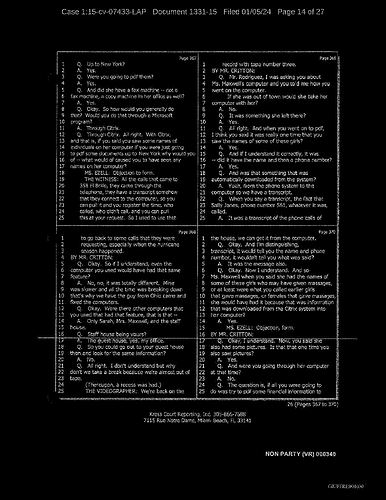 Case 1:15-cv-07433-LAP Document 1331-15 Filed 01/05/24 Page 14 of 27
Page 367
1 Q. Up to New York?
2 A. Yes.
3 Q. Were you going to pdf them?
4 A. Yes.
5 Q. And did she have a fax machine -- not a
6 fax machine, a copy machine in her office as well?
7 A. Yes.
8 Q. Okay. So how would you generally do
9 that? Would you do that through a Microsoft
10 program?
11 A. Through Citrix.
12 Q. Through Citrix. All right. With Citrix,
13 and that is, if you said you saw some names of
14 individuals on her computer if you were just going
15 to pdf some documents up to New York why would you
16 of -- what would of caused you to have seen any
17 names on her computer?
18 MS. EZELL: Objection to form.
19 THE WITNESS: All the calls that came to
20 358 El Brillo, they came through the
21 telephone, they have a transcript somehow
22 that they connect to the computer, so you
23 can pull it and you register the time, who
24 called, who didn't call, and you can pull
25 this at your request. So I used to use that
Page 368
1 to go back to some calls that they were
2 requesting, especially when the hurricane
3 season happened.
4 BY MR. CRITTON:
5 Q. Okay. So if I understand, even the
6 computer you used would have had that same
7 feature?
8 A. No, no, it was totally different. Mine
9 was slower and all the time was breaking down
10 that's why we have the guy from Ohio came and
11 fixed the computers.
12 Q. Okay. Were there other computers that
13 you used that had that feature, that is that --
14 A. Only Sarah, Mrs. Maxwell, and the staff
15 house.
16 Q. Staff house being yours?
17 A. The guest house, yes, my office.
18 Q. So you could go out to your guest house
19 then and look for the same information?
20 A. Yes.
21 Q. All right. I don't understand but why
22 don't we take a break because we're almost out of
23 tape.
24 (Thereupon, a recess was had.)
25 THE VIDEOGRAPHER: We're back on the
Page 369
1 record with tape number three.
2 BY MR. CRITTON:
3 Q. Mr. Rodriguez, I was asking you about
4 Ms. Maxwell's computer and you told me how you
5 went on the computer.
6 If she was out of town would she take her
7 computer with her?
8 A. No.
9 Q. It was something she left there?
10 A. Yes.
11 Q. All right. And when you went on to pdf,
12 I think you said it was really one time that you
13 saw the names of some of these girls?
14 A. Yes.
15 Q. And if I understand it correctly, it was
16 -- did it have the name and then a phone number?
17 A. Yes.
18 Q. And was that something that was
19 automatically downloaded from the system?
20 A. Yeah, from the phone system to the
21 computer so we have a transcript.
22 Q. When you say a transcript, the fact that
23 Sally Jones, phone number 561, whatever it was,
24 called.
25 A. It was a transcript of the phone calls of
Page 370
1 the house, we can get it from the computer.
2 Q. Okay. And I'm distinguishing,
3 transcript, it would tell you the name and phone
4 number, it wouldn't tell you what was said?
5 A. It was the message also.
6 Q. Okay. Now I understand. And so
7 Ms. Maxwell when you said she had the names of
8 some of these girls who may have given messages,
9 or at least were what you called earlier girls
10 that gave massages, or females that gave massages,
11 she would have had it because that was information
12 that was downloaded from the Citrix system into
13 her computer?
14 A. Yes.
15 MS. EZELL: Objection, form.
16 BY MR. CRITTON:
17 Q. Okay. I understand. Now, you said she
18 also had some pictures. Is that that one time you
19 also saw pictures?
20 A. Yes.
21 Q. And were you going through her computer
22 at that time?
23 A. No.
24 Q. The question is, if all you were going to
25 do was try to pdf some financial information to
26 (Pages 367 to 370)
Kress Court Reporting, Inc. 305-866-7688
7115 Rue Notre Dame, Miami Beach, FL 33141
NON PARTY (VR) 000349